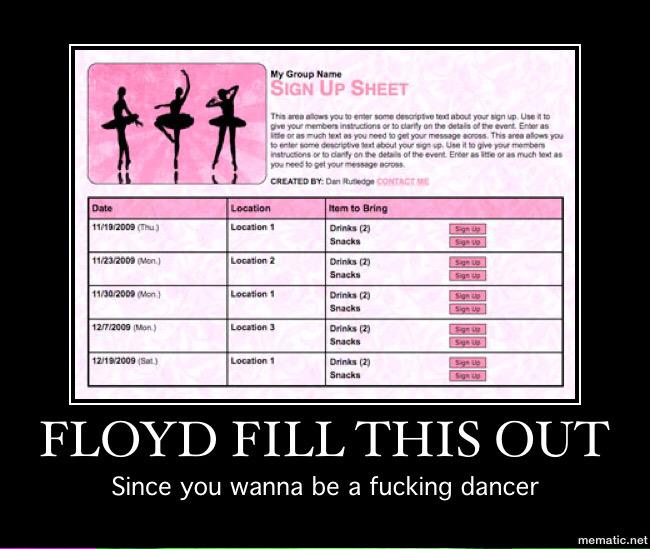 My Group Name
SIGN UP SHEET
This area allows you to enter some descriptive text about your sign up. Use it to
give your members instructions or to clarify on the details of the event. Enter as
little or as much text as you need to get your message across. This area allows you
to enter some descriptive text about your sign up. Use it to give your members
instructions or to clarify on the details of the event. Enter as little or as much text as
you need to get your message across.
CREATED BY: Dan Rutledge CONTACT ME
Date Location Item to Bring
11/19/2009 (Thu.) Location 1 Drinks (2) Sign Up
Snacks Sign Up
11/23/2009 (Mon.) Location 2 Drinks (2) Sign Up
Snacks Sign Up
11/30/2009 (Mon.) Location 1 Drinks (2) Sign Up
Snacks Sign Up
12/7/2009 (Mon.) Location 3 Drinks (2) Sign Up
Snacks Sign Up
12/19/2009 (Sat.) Location 1 Drinks (2) Sign Up
Snacks Sign Up
FLOYD FILL THIS OUT
Since you wanna be a fucking dancer
mematic.net